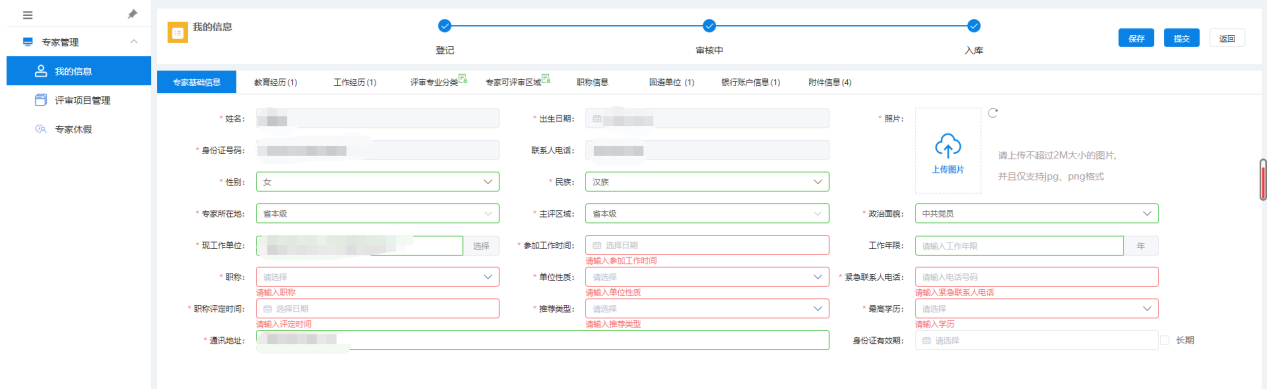 专家管理
我的信息
评审项目管理
专家休假
我的信息
登记
审核中
入库
保存
提交
返回
专家基础信息
教育经历(1)
工作经历(1)
评审专业分类
专家可评审区域
职称信息
回避单位 (1)
银行账户信息(1)
附件信息(4)
* 姓名:
* 出生日期:
* 照片:
上传图片
请上传不超过2M大小的图片,
并且仅支持jpg、png格式
* 身份证号码:
联系人电话:
* 性别: 女
* 民族: 汉族
* 专家所在地: 省本级
* 主评区域: 省本级
* 政治面貌: 中共党员
* 现工作单位: 选择
* 参加工作时间: 选择日期
请输入参加工作时间
工作年限: 请输入工作年限 年
* 职称: 请选择
请输入职称
* 单位性质: 请选择
请输入单位性质
* 紧急联系人电话: 请输入电话号码
请输入紧急联系人电话
* 职称评定时间: 选择日期
请输入评定时间
* 推荐类型: 请选择
请输入推荐类型
* 最高学历: 请选择
请输入学历
* 通讯地址:
身份证有效期: 请选择 长期